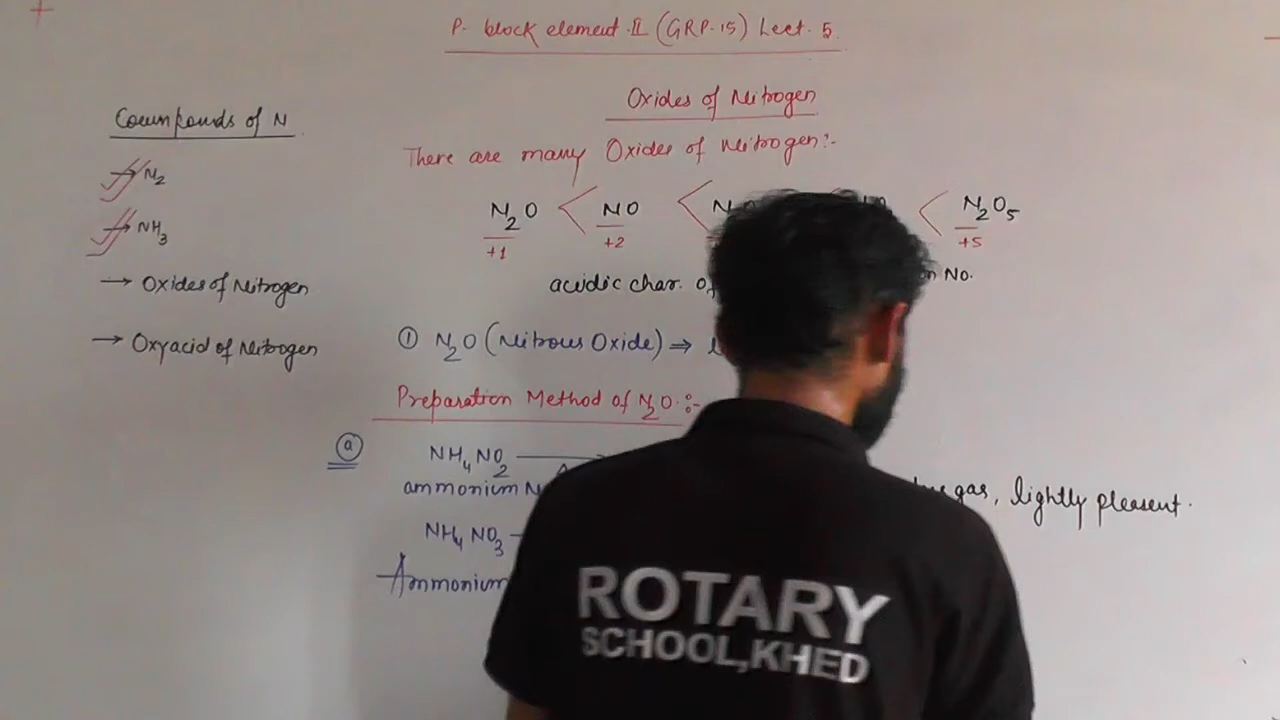 P. block element .II (GRP.15) Lect. 5.
Oxides of Nitrogen
Compounds of N
There are many Oxides of Nitrogen:-
→ N2
→ NH3
→ Oxides of Nitrogen
→ Oxyacid of Nitrogen
N2O < NO < < N2O5
+1 +2 +5
acidic char. No.
① N2O (Nitrous Oxide) ⇒
Preparation Method of N2O :-
ⓐ NH4NO2
ammonium gas, lightly pleasent.
NH4NO3
Ammonium
ROTARY
SCHOOL,KHED